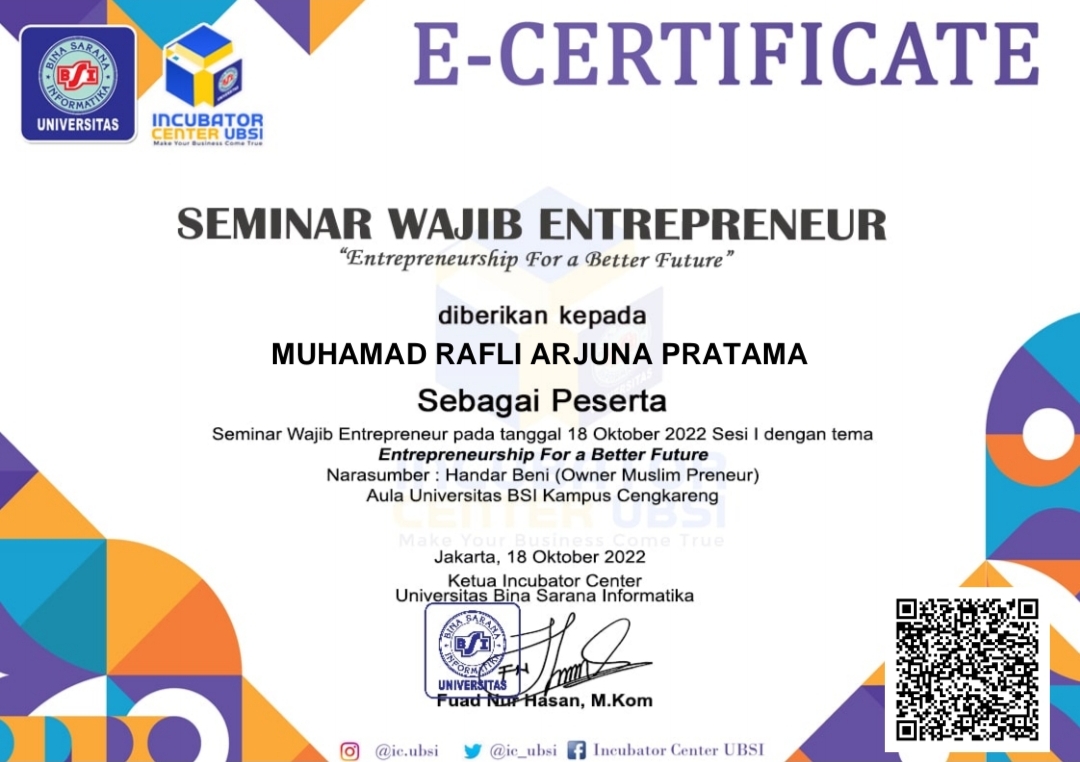 E-CERTIFICATE
BINA SARANA
BSI
INFORMATIKA
UNIVERSITAS
INCUBATOR
CENTER UBSI
Make Your Business Come True
SEMINAR WAJIB ENTREPRENEUR
“Entrepreneurship For a Better Future”
diberikan kepada
MUHAMAD RAFLI ARJUNA PRATAMA
Sebagai Peserta
Seminar Wajib Entrepreneur pada tanggal 18 Oktober 2022 Sesi I dengan tema
Entrepreneurship For a Better Future
Narasumber : Handar Beni (Owner Muslim Preneur)
Aula Universitas BSI Kampus Cengkareng
INCUBATOR
CENTER UBSI
Make Your Business Come True
Jakarta, 18 Oktober 2022
Ketua Incubator Center
Universitas Bina Sarana Informatika
BINA SARANA
BSI
INFORMATIKA
UNIVERSITAS
Fuad Nur Hasan, M.Kom
@ic.ubsi @ic_ubsi Incubator Center UBSI